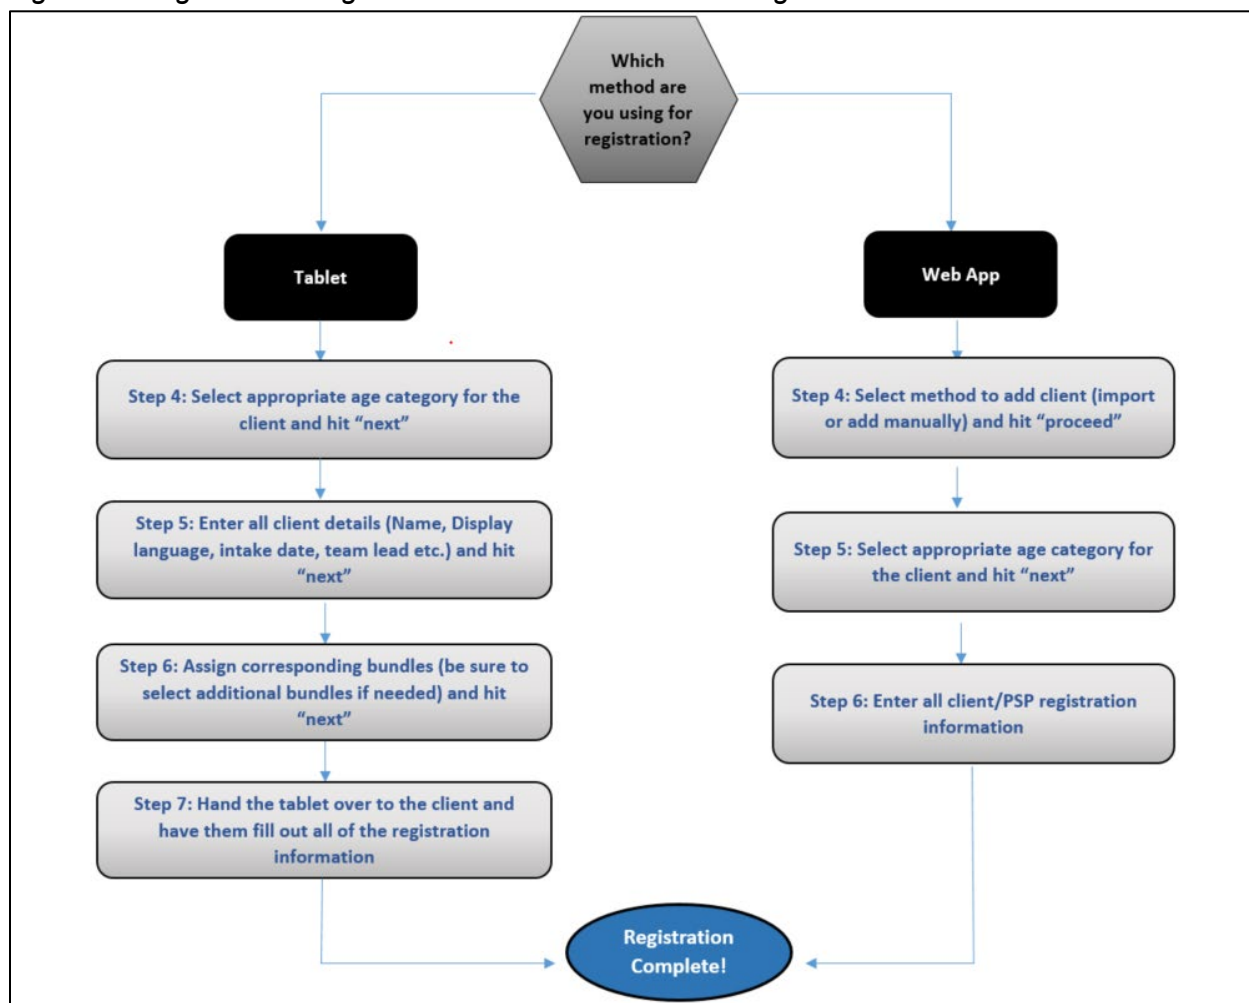 Which
method are
you using for
registration?
Tablet
Web App
Step 4: Select appropriate age category for the
client and hit “next”
Step 4: Select method to add client (import
or add manually) and hit “proceed”
Step 5: Enter all client details (Name, Display
language, intake date, team lead etc.) and hit
“next”
Step 5: Select appropriate age category for
the client and hit “next”
Step 6: Assign corresponding bundles (be sure to
select additional bundles if needed) and hit
“next”
Step 6: Enter all client/PSP registration
information
Step 7: Hand the tablet over to the client and
have them fill out all of the registration
information
Registration
Complete!